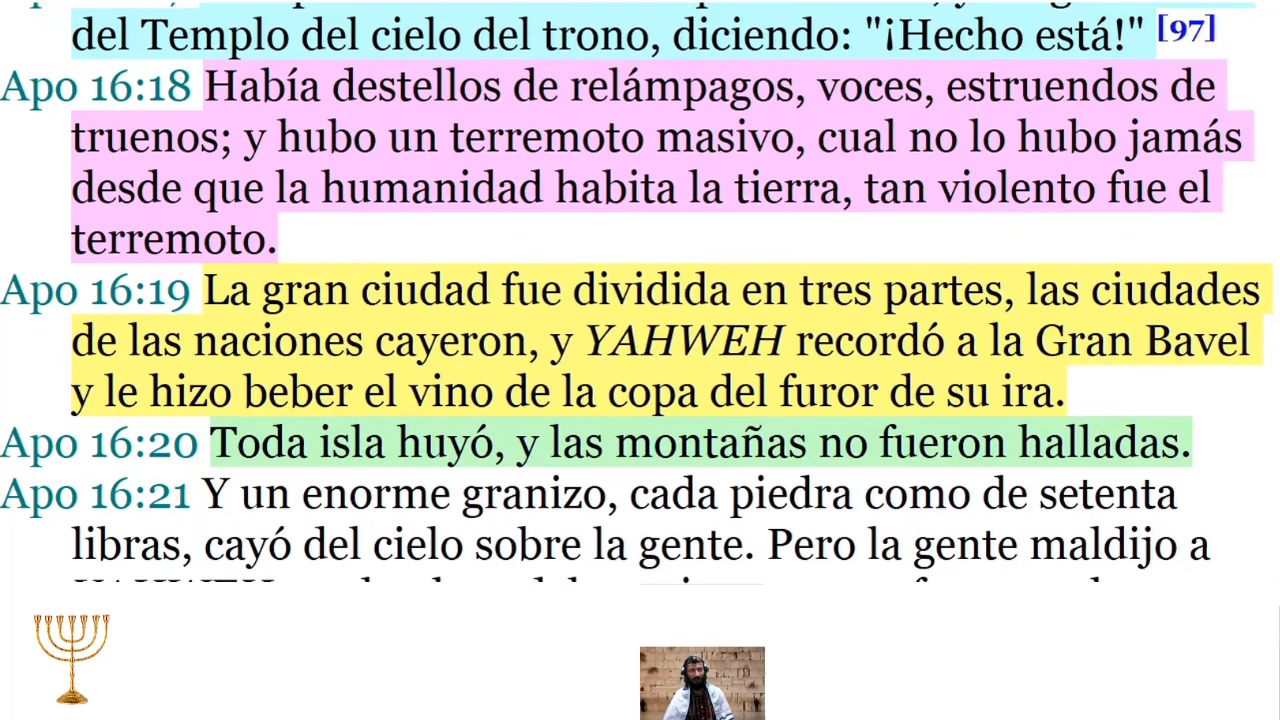 del Templo del cielo del trono, diciendo: "¡Hecho está!" [97]
Apo 16:18 Había destellos de relámpagos, voces, estruendos de
truenos; y hubo un terremoto masivo, cual no lo hubo jamás
desde que la humanidad habita la tierra, tan violento fue el
terremoto.
Apo 16:19 La gran ciudad fue dividida en tres partes, las ciudades
de las naciones cayeron, y YAHWEH recordó a la Gran Bavel
y le hizo beber el vino de la copa del furor de su ira.
Apo 16:20 Toda isla huyó, y las montañas no fueron halladas.
Apo 16:21 Y un enorme granizo, cada piedra como de setenta
libras, cayó del cielo sobre la gente. Pero la gente maldijo a